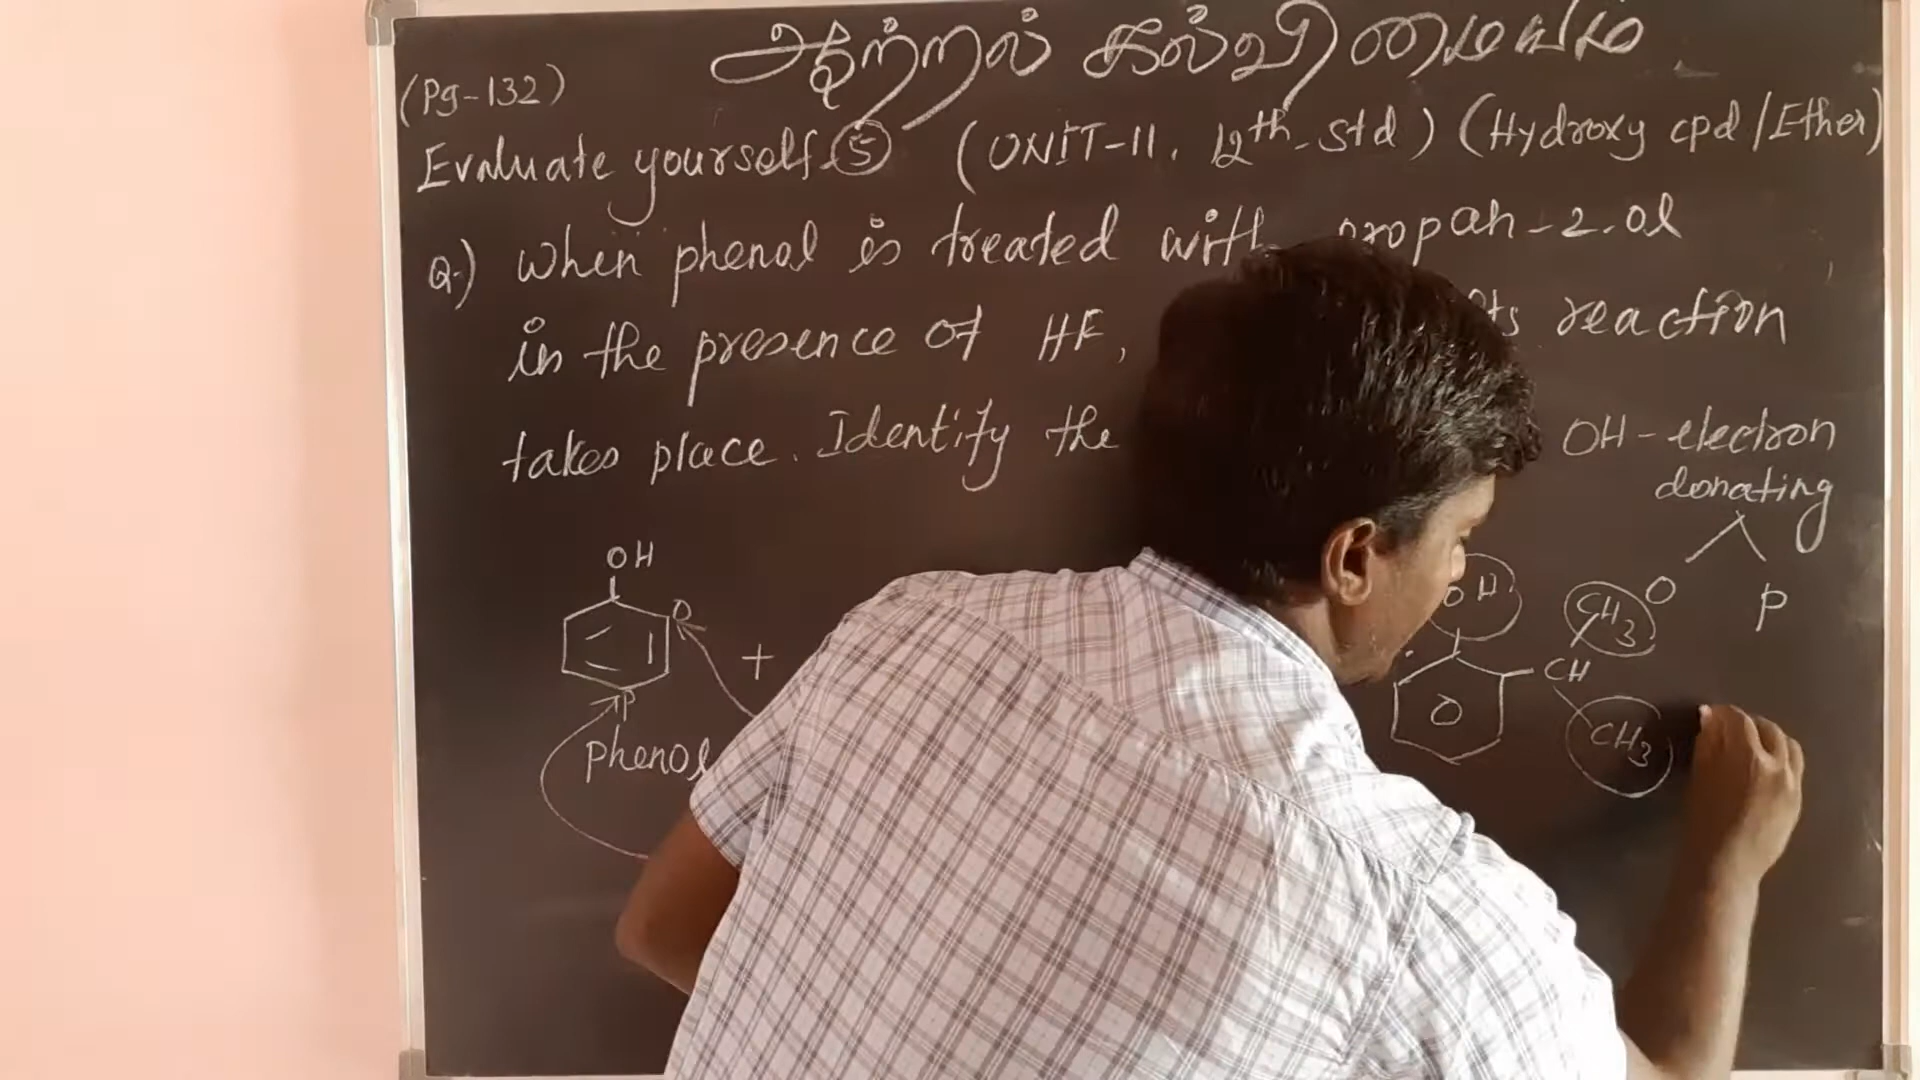 ஆற்றல் கல்வி மையம்
(Pg-132)
Evaluate yourself ⑤ (UNIT-11, 12th-Std) (Hydroxy cpd/Ether)
Q.) When phenol is treated with propan-2-ol
in the presence of HF, reaction
takes place. Identify the
OH-electron
donating
O
P
OH
O
P
+
Phenol
OH
CH3
CH
CH3